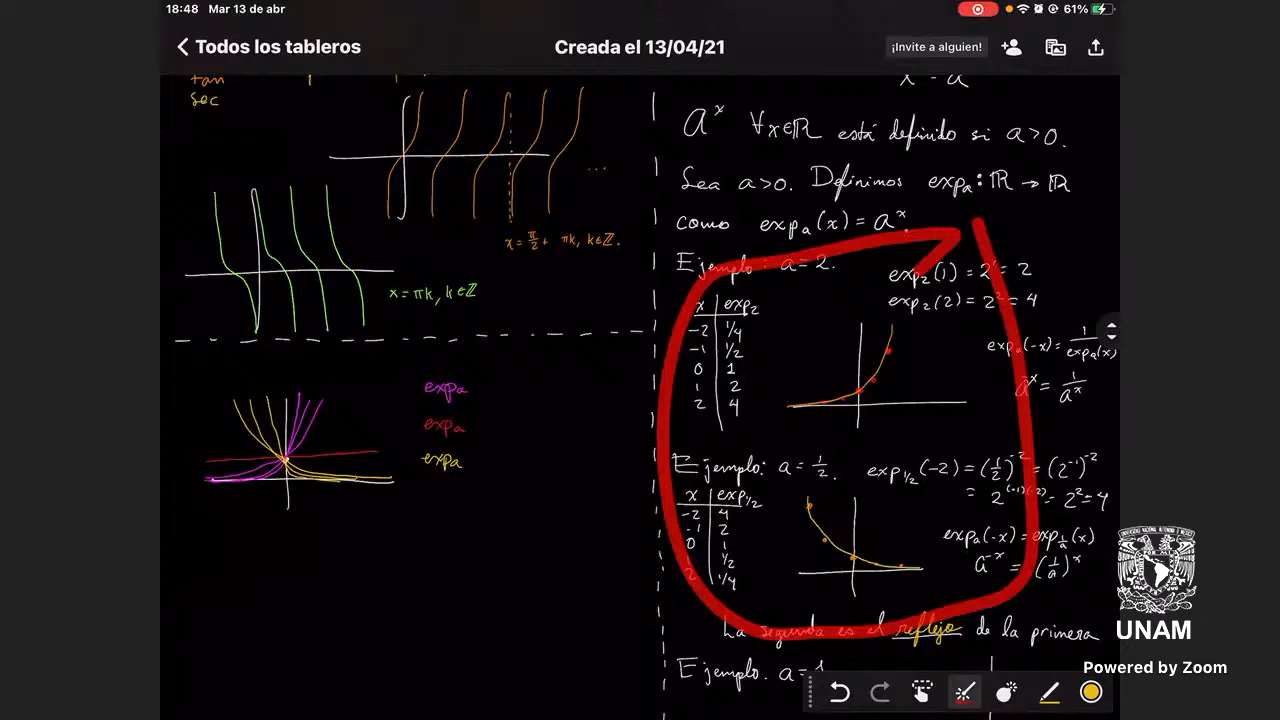 18:48 Mar 13 de abr
61%
Todos los tableros
Creada el 13/04/21
¡Invite a alguien!
tan
sec
x = π/2 + πk, k∈ℤ.
...
x = πk, k∈ℤ
expa
expa
expa
aˣ ∀x∈ℝ está definido si a>0.
Sea a>0. Definimos expa: ℝ → ℝ
como expa(x) = aˣ.
Ejemplo: a=2.
exp₂(1) = 2¹ = 2
exp₂(2) = 2² = 4
x exp₂
-2 1/4
-1 1/2
0 1
1 2
2 4
expa(-x) = 1/expa(x)
aˣ = 1/aˣ
Ejemplo: a = 1/2.
exp1/2(-2) = (1/2)⁻² = (2⁻¹)⁻²
= 2⁽⁻¹⁾⁽⁻²⁾ = 2² = 4
x exp1/2
-2 4
-1 2
0 1
1/2
2 1/4
expa(-x) = exp1/a(x)
a⁻ˣ = (1/a)ˣ
La segunda es el reflejo de la primera
Ejemplo. a=1
UNAM
Powered by Zoom